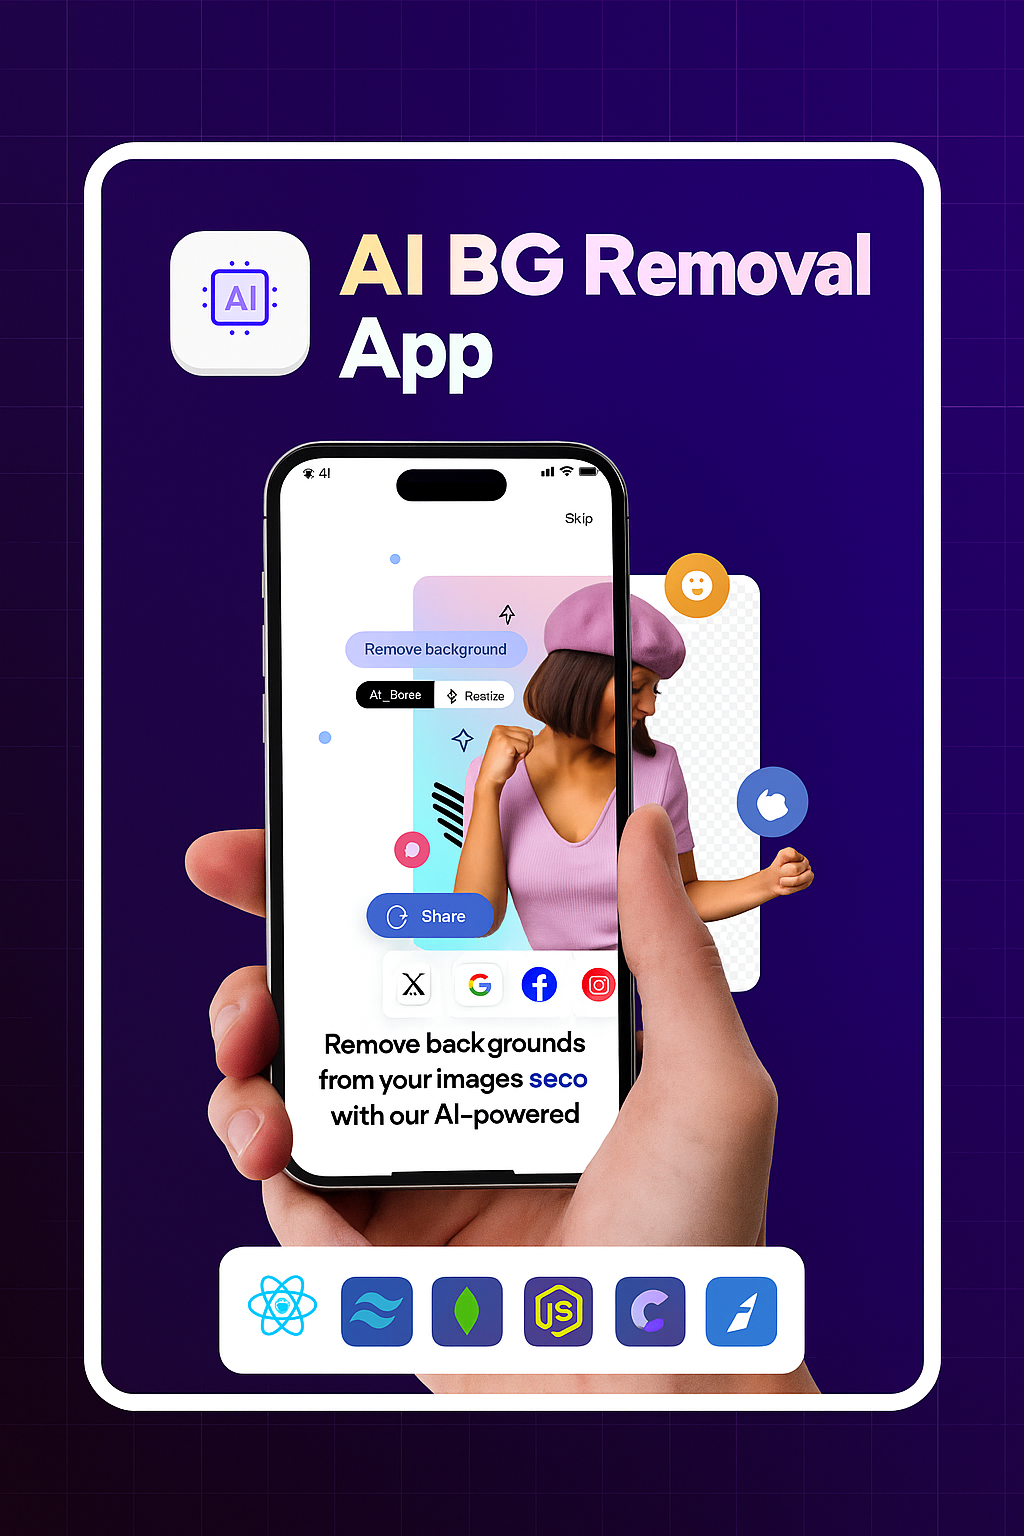 AI
AI BG Removal
App
4I
Skip
Remove background
At_Boree
Restize
Share
Remove backgrounds
from your images seco
with our AI-powered
JS